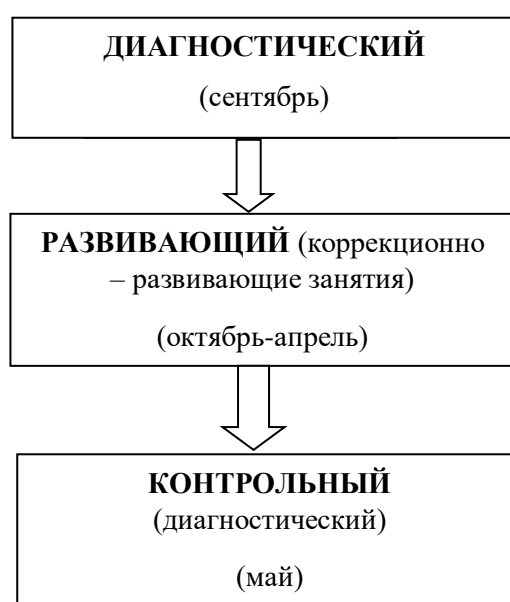 ДИАГНОСТИЧЕСКИЙ
(сентябрь)
РАЗВИВАЮЩИЙ (коррекционно
– развивающие занятия)
(октябрь-апрель)
КОНТРОЛЬНЫЙ
(диагностический)
(май)